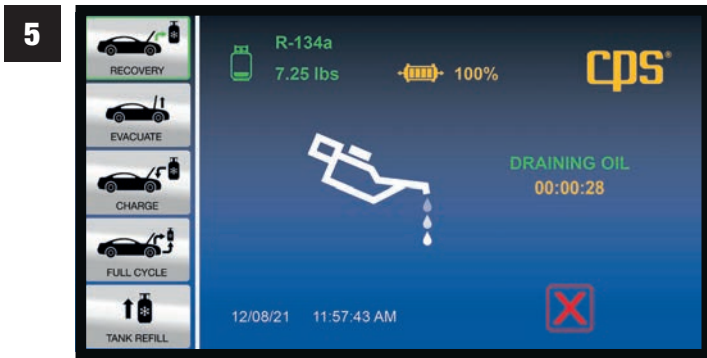 5
RECOVERY
EVACUATE
CHARGE
FULL CYCLE
TANK REFILL
R-134a
7.25 lbs
100%
cps®
DRAINING OIL
00:00:28
12/08/21 11:57:43 AM